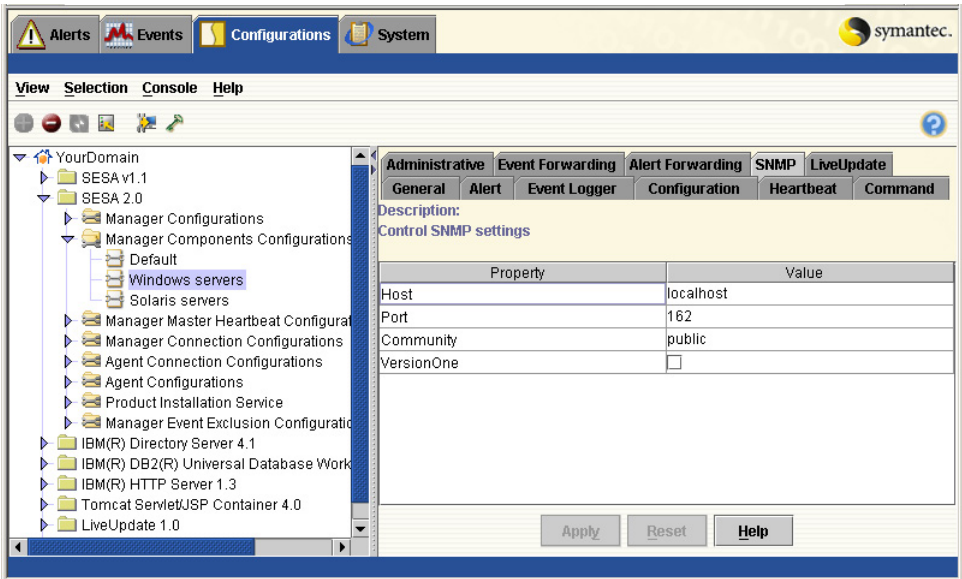 Alerts Events Configurations System symantec.
View Selection Console Help
YourDomain
SESA v1.1
SESA 2.0
Manager Configurations
Manager Components Configurations
Default
Windows servers
Solaris servers
Manager Master Heartbeat Configurat
Manager Connection Configurations
Agent Connection Configurations
Agent Configurations
Product Installation Service
Manager Event Exclusion Configuratic
IBM(R) Directory Server 4.1
IBM(R) DB2(R) Universal Database Work
IBM(R) HTTP Server 1.3
Tomcat Servlet/JSP Container 4.0
LiveUpdate 1.0
Administrative Event Forwarding Alert Forwarding SNMP LiveUpdate
General Alert Event Logger Configuration Heartbeat Command
Description:
Control SNMP settings
Property Value
Host localhost
Port 162
Community public
VersionOne
Apply Reset Help